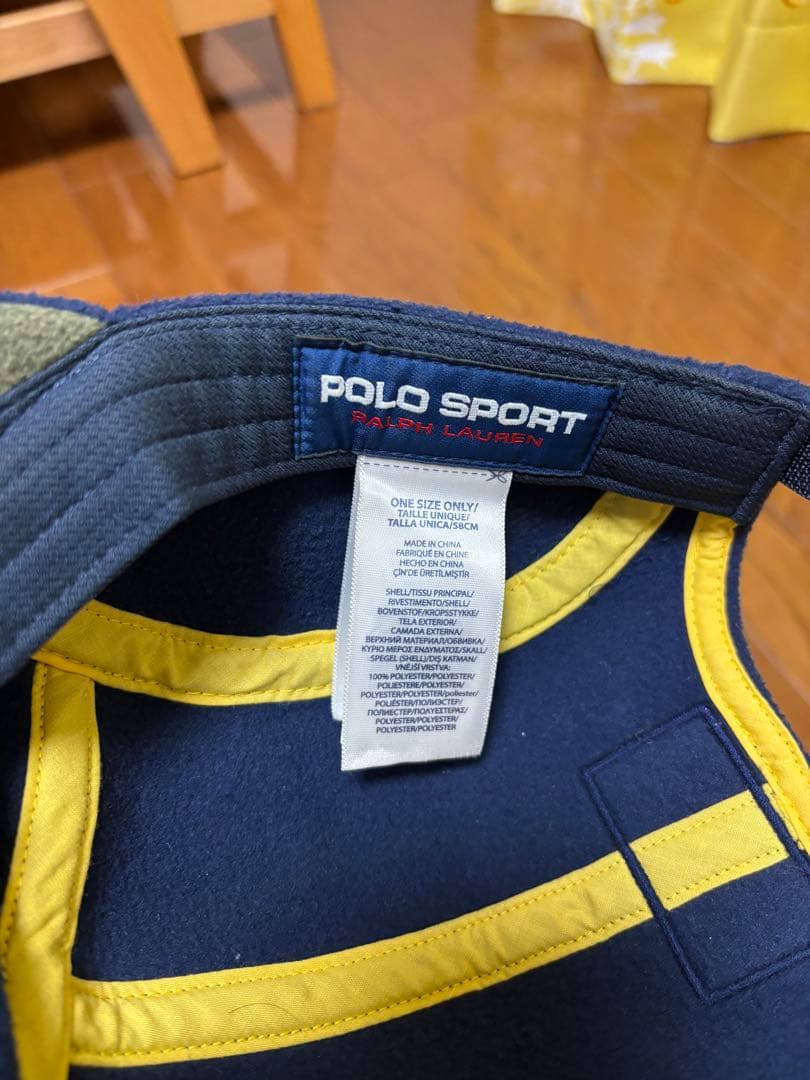 POLO SPORT
RALPH LAUREN
ONE SIZE ONLY/
TAILLE UNIQUE/
TALLA UNICA/58CM
MADE IN CHINA
FABRIQUÉ EN CHINE
HECHO EN CHINA
ÇİN'DE ÜRETİLMİŞTİR
SHELL/TISSU PRINCIPAL/
RIVESTIMENTO/SHELL/
BOVENSTOF/KROPSSTYKKE/
TELA EXTERIOR/
CAMADA EXTERNA/
ВЕРХНИЙ МАТЕРИАЛ/OBВИВКА/
ΚΥΡΙΟ ΜΕΡΟΣ ΕΝΔΥΜΑΤΟΣ/SKALL/
SPEGEL (SHELL)/DIŞ KATMAN/
VNĚJŠÍ VRSTVA:
100% POLYESTER/POLYESTER/
POLIESTERE/POLYESTER/
POLYESTER/POLYESTER/poliester/
POLIÉSTER/ПОЛИЭСТЕР/
ПОЛИЕСТЕР/ΠΟΛΥΕΣΤΕΡΑΣ/
POLYESTER/POLYESTER/
POLYESTER/POLYESTER